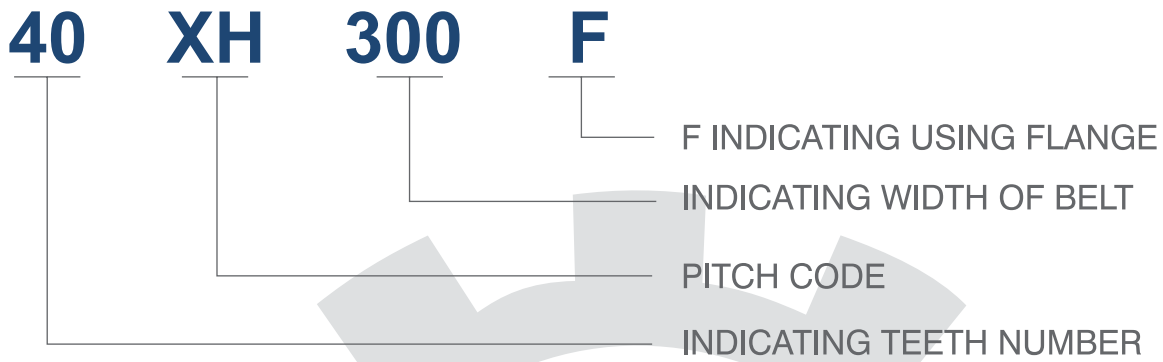 40 XH 300 F
F INDICATING USING FLANGE
INDICATING WIDTH OF BELT
PITCH CODE
INDICATING TEETH NUMBER